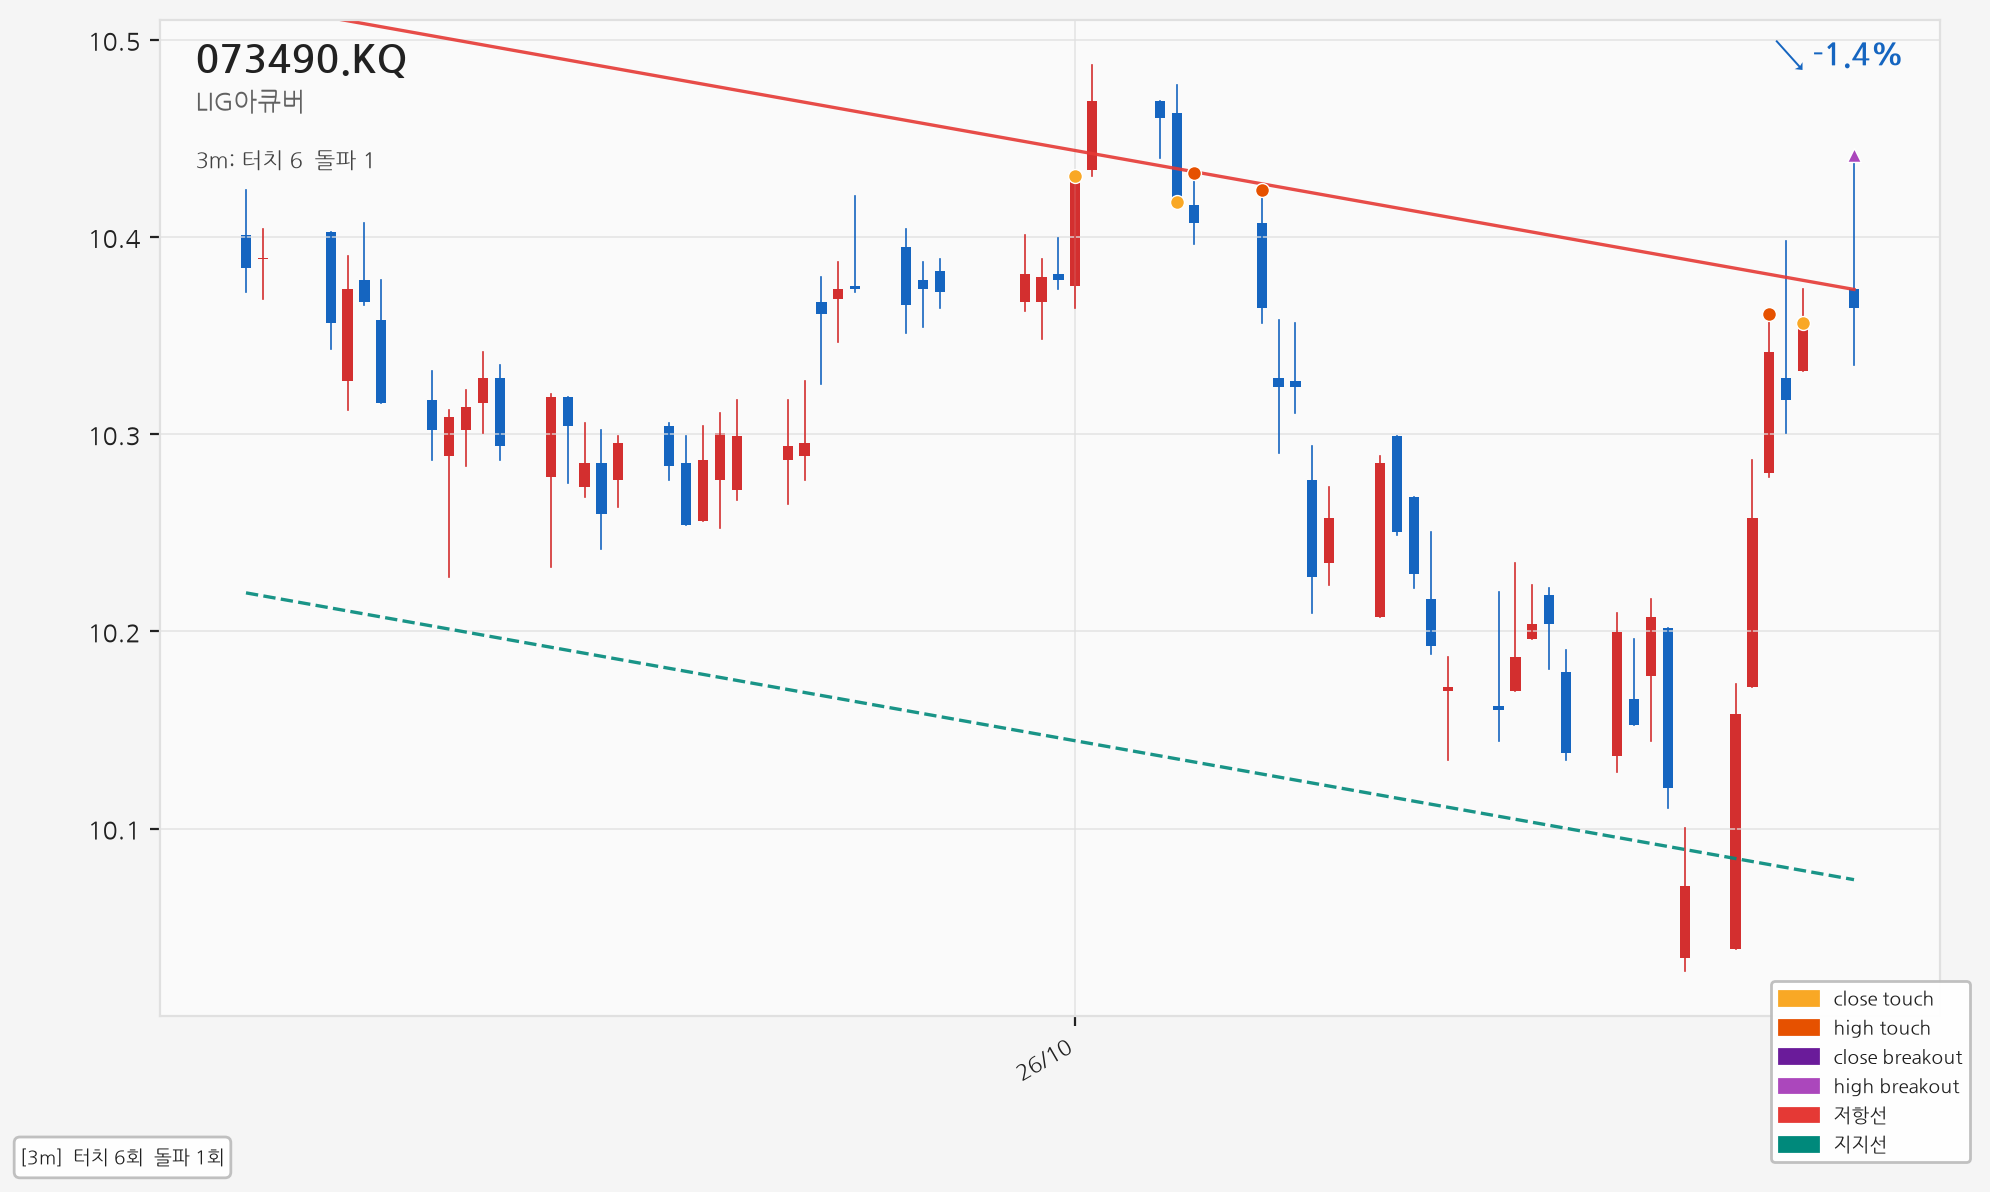 073490.KQ
LIG아큐버
3m: 터치 6  돌파 1
-1.4%
10.5
10.4
10.3
10.2
10.1
26/10
close touch
high touch
close breakout
high breakout
저항선
지지선
[3m]  터치 6회  돌파 1회